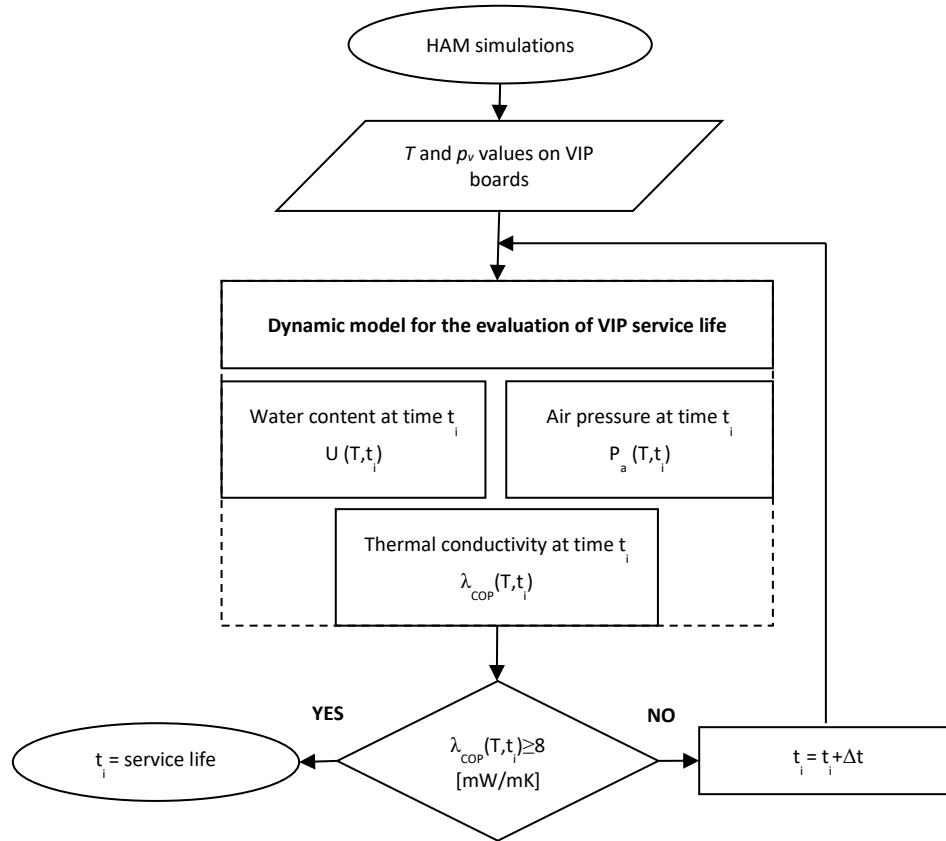 HAM simulations
T and pv values on VIP
boards
Dynamic model for the evaluation of VIP service life
Water content at time ti
U (T,ti)
Air pressure at time ti
Pa (T,ti)
Thermal conductivity at time ti
λCOP(T,ti)
YES
NO
ti= service life
λCOP(T,ti)≥8
[mW/mK]
ti= ti+Δt